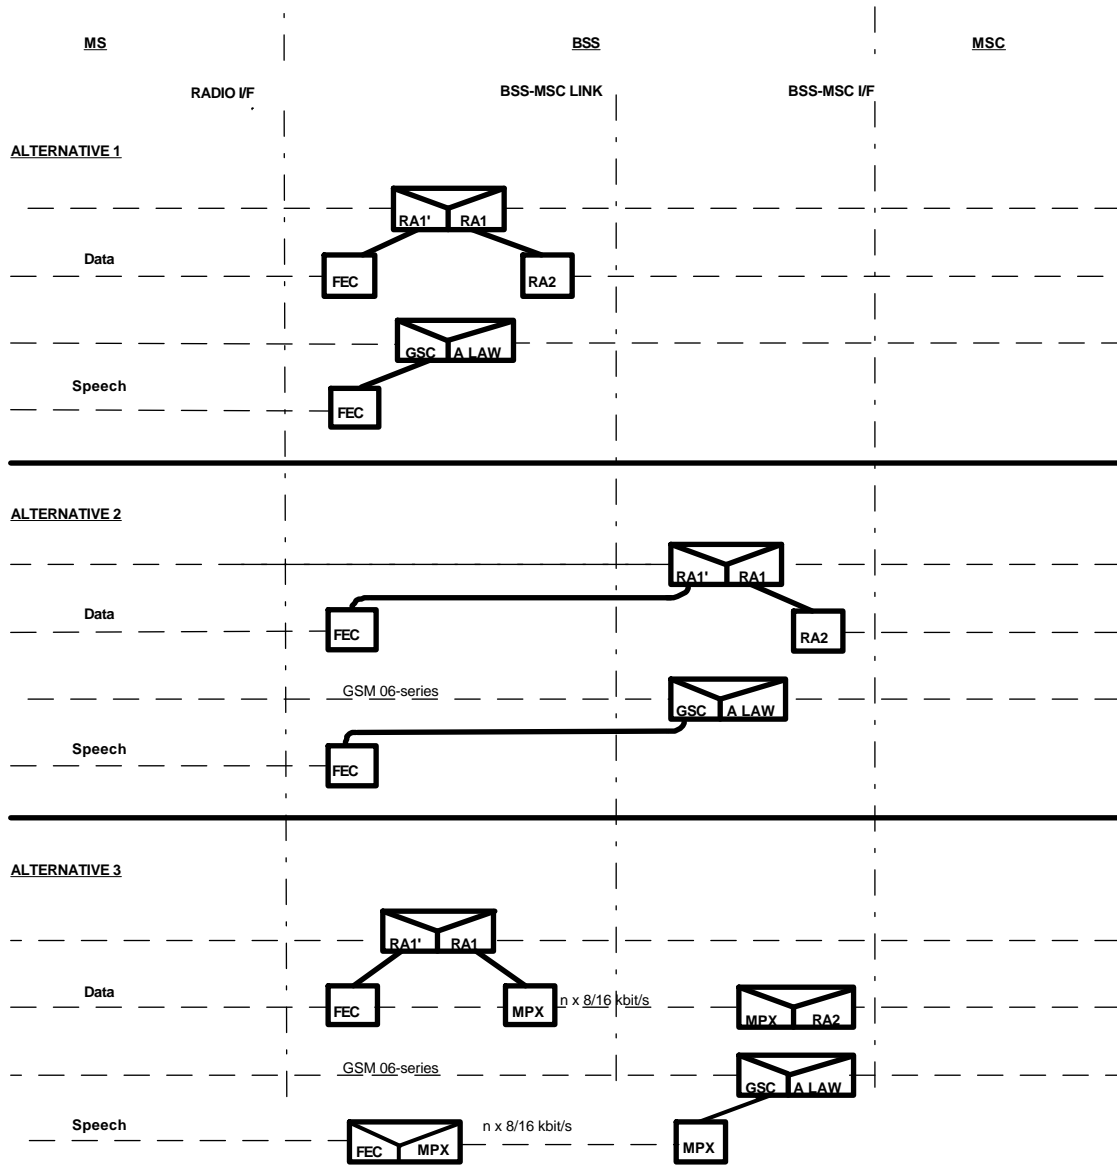 MS BSS MSC
RADIO I/F BSS-MSC LINK BSS-MSC I/F
ALTERNATIVE 1
RA1' RA1
Data
FEC RA2
GSC A LAW
Speech
FEC
ALTERNATIVE 2
RA1' RA1
Data
FEC RA2
GSM 06-series
GSC A LAW
Speech
FEC
ALTERNATIVE 3
RA1' RA1
Data
n x 8/16 kbit/s
FEC MPX MPX RA2
GSM 06-series
GSC A LAW
Speech
n x 8/16 kbit/s
FEC MPX MPX